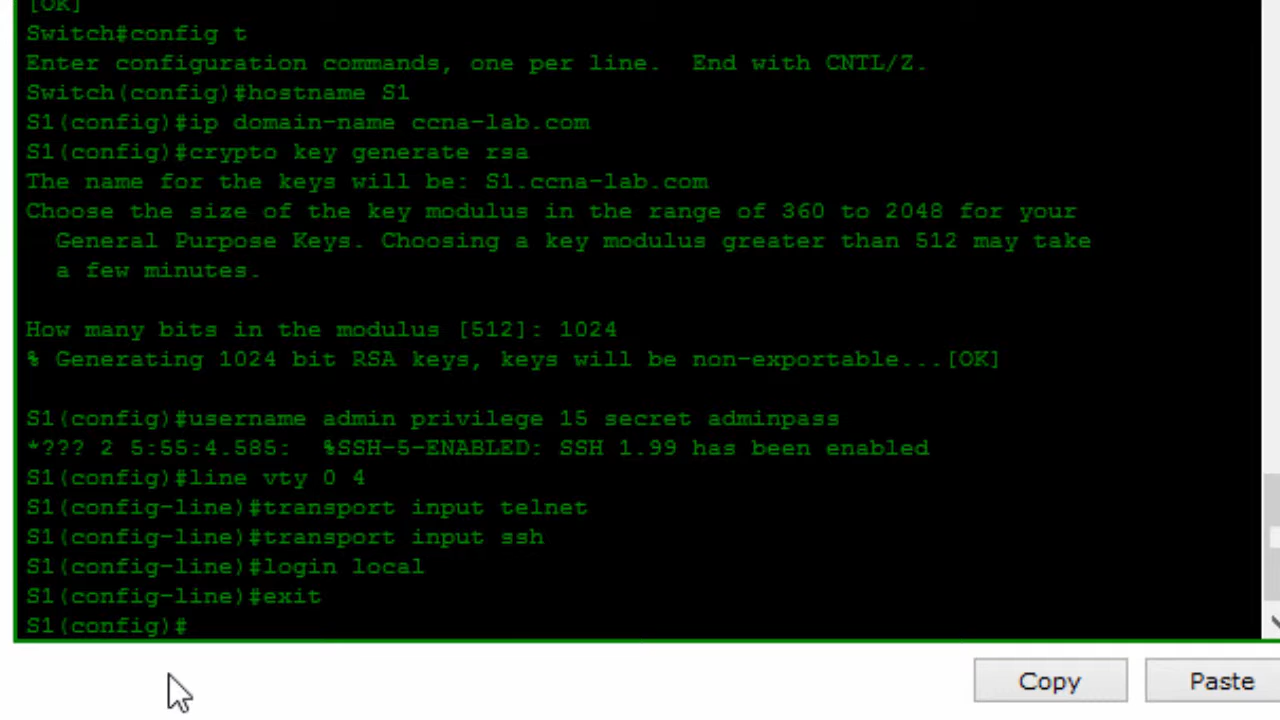 [OK]
Switch#config t
Enter configuration commands, one per line.  End with CNTL/Z.
Switch(config)#hostname S1
S1(config)#ip domain-name ccna-lab.com
S1(config)#crypto key generate rsa
The name for the keys will be: S1.ccna-lab.com
Choose the size of the key modulus in the range of 360 to 2048 for your
  General Purpose Keys. Choosing a key modulus greater than 512 may take
  a few minutes.

How many bits in the modulus [512]: 1024
% Generating 1024 bit RSA keys, keys will be non-exportable...[OK]

S1(config)#username admin privilege 15 secret adminpass
*??? 2 5:55:4.585:  %SSH-5-ENABLED: SSH 1.99 has been enabled
S1(config)#line vty 0 4
S1(config-line)#transport input telnet
S1(config-line)#transport input ssh
S1(config-line)#login local
S1(config-line)#exit
S1(config)#
Copy
Paste